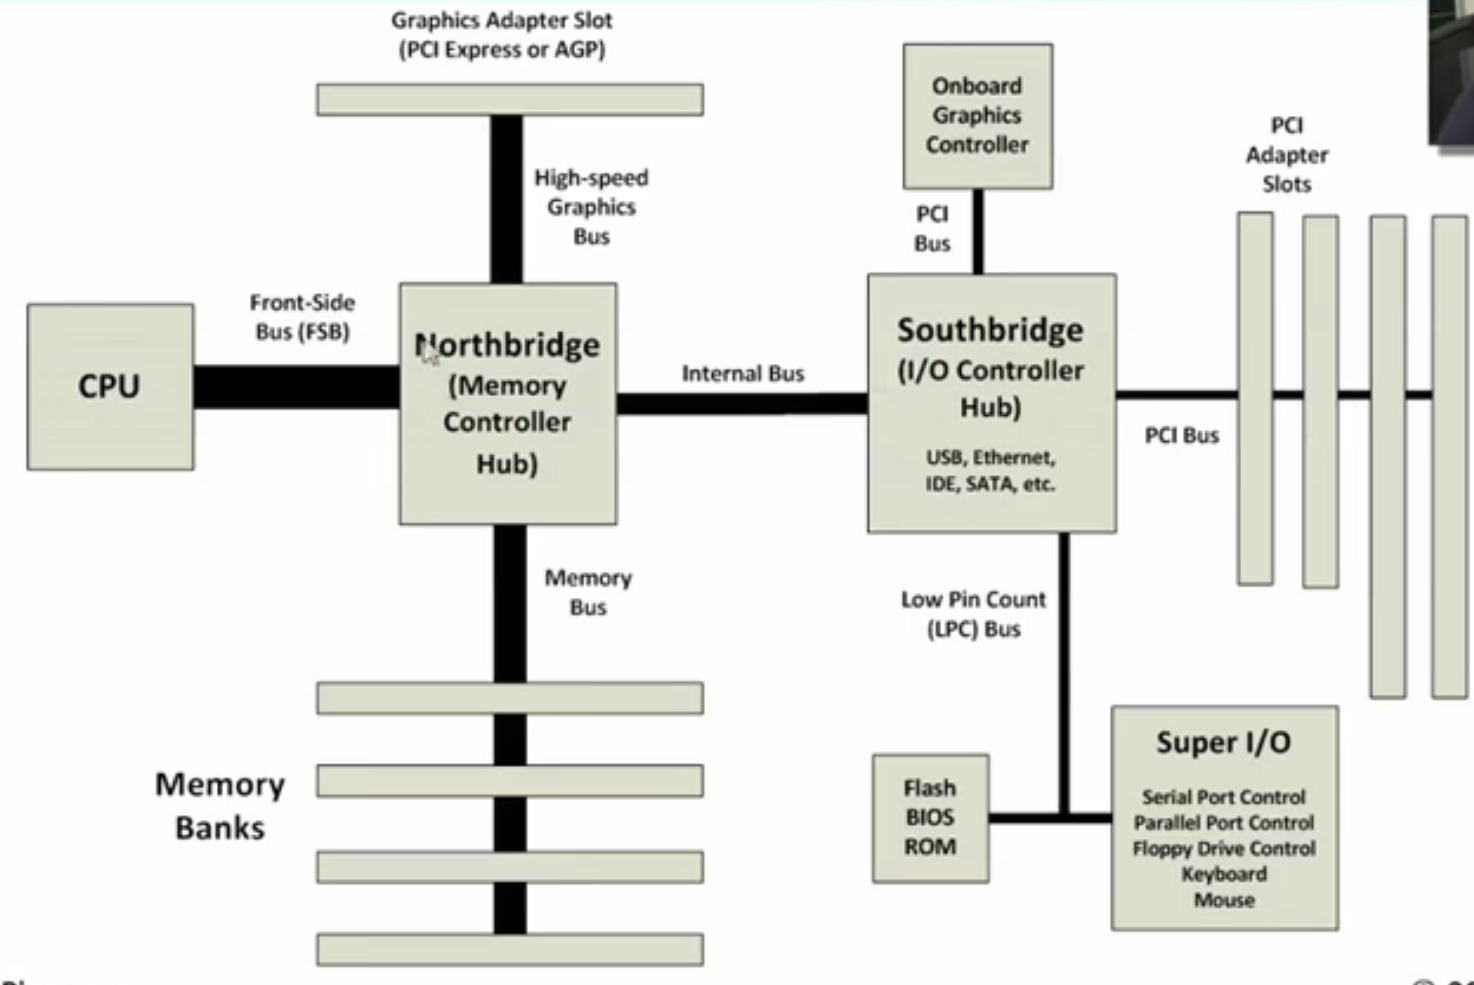 Graphics Adapter Slot
(PCI Express or AGP)
High-speed
Graphics
Bus
Onboard
Graphics
Controller
PCI
Bus
PCI
Adapter
Slots
CPU
Front-Side
Bus (FSB)
Northbridge
(Memory
Controller
Hub)
Internal Bus
Southbridge
(I/O Controller
Hub)
USB, Ethernet,
IDE, SATA, etc.
PCI Bus
Memory
Bus
Low Pin Count
(LPC) Bus
Memory
Banks
Flash
BIOS
ROM
Super I/O
Serial Port Control
Parallel Port Control
Floppy Drive Control
Keyboard
Mouse